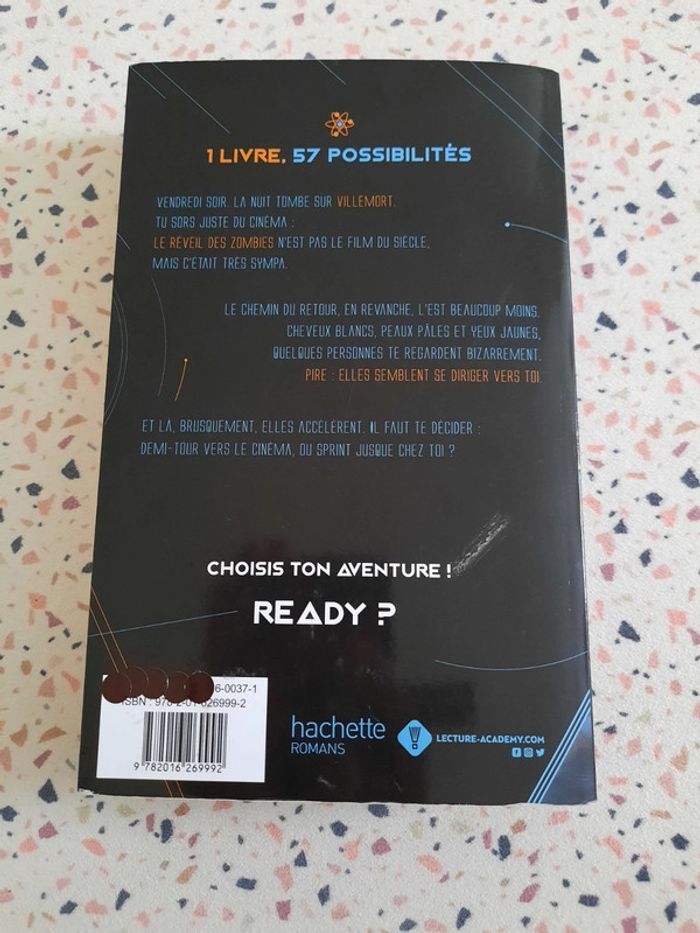 1 LIVRE, 57 POSSIBILITÉS
VENDREDI SOIR. LA NUIT TOMBE SUR VILLEMORT.
TU SORS JUSTE DU CINÉMA :
LE RÉVEIL DES ZOMBIES N'EST PAS LE FILM DU SIÈCLE,
MAIS C'ÉTAIT TRÈS SYMPA.
LE CHEMIN DU RETOUR, EN REVANCHE, L'EST BEAUCOUP MOINS.
CHEVEUX BLANCS, PEAUX PÂLES ET YEUX JAUNES,
QUELQUES PERSONNES TE REGARDENT BIZARREMENT.
PIRE : ELLES SEMBLENT SE DIRIGER VERS TOI.
ET LÀ, BRUSQUEMENT, ELLES ACCÉLÈRENT. IL FAUT TE DÉCIDER :
DEMI-TOUR VERS LE CINÉMA, OU SPRINT JUSQUE CHEZ TOI ?
CHOISIS TON AVENTURE !
READY ?
6-0037-1
ISBN : 978-2-01-626999-2
9 782016 269992
hachette
ROMANS
LECTURE-ACADEMY.COM